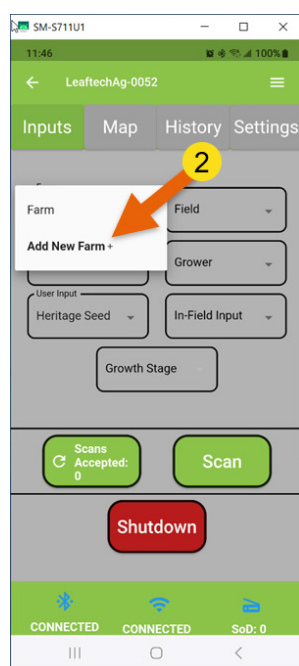 SM-S711U1
11:46
100%
LeaftechAg-0052
Inputs Map History Settings
2
Farm
Field
Add New Farm +
Grower
User Input
Heritage Seed
In-Field Input
Growth Stage
Scans
Accepted:
0
Scan
Shutdown
CONNECTED CONNECTED SoD: 0